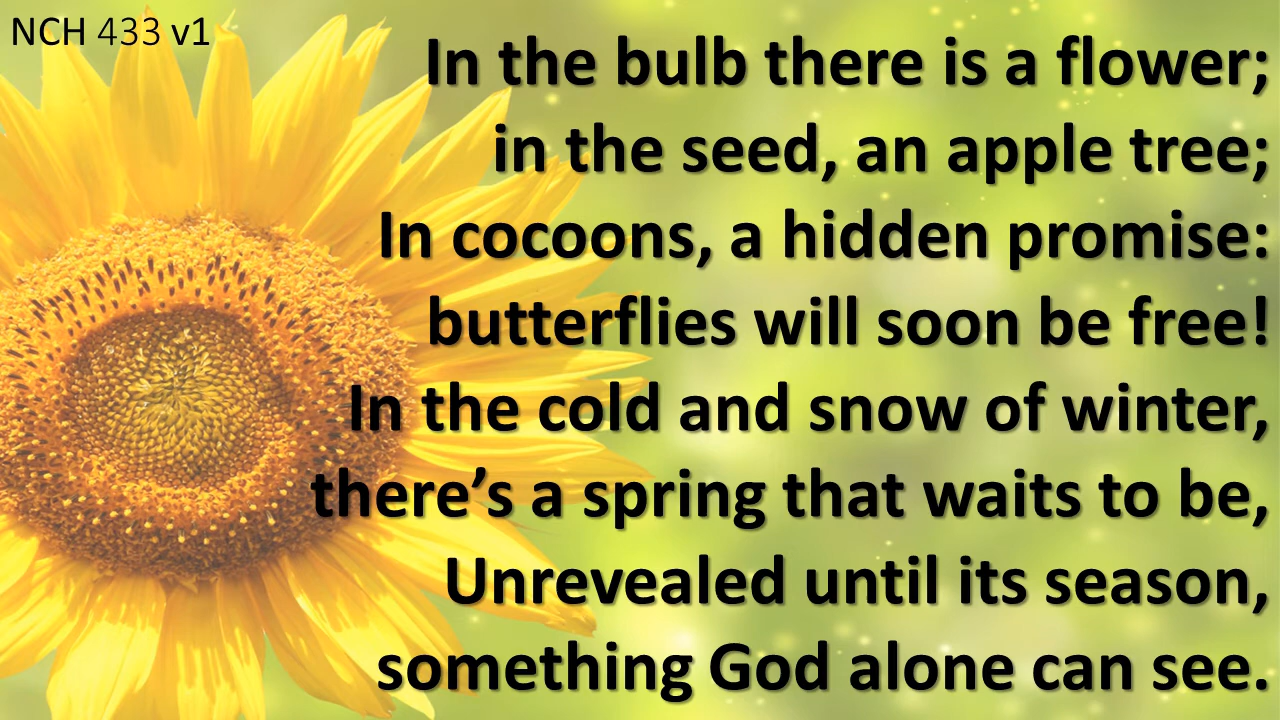 NCH 433 v1
In the bulb there is a flower;
in the seed, an apple tree;
In cocoons, a hidden promise:
butterflies will soon be free!
In the cold and snow of winter,
there’s a spring that waits to be,
Unrevealed until its season,
something God alone can see.